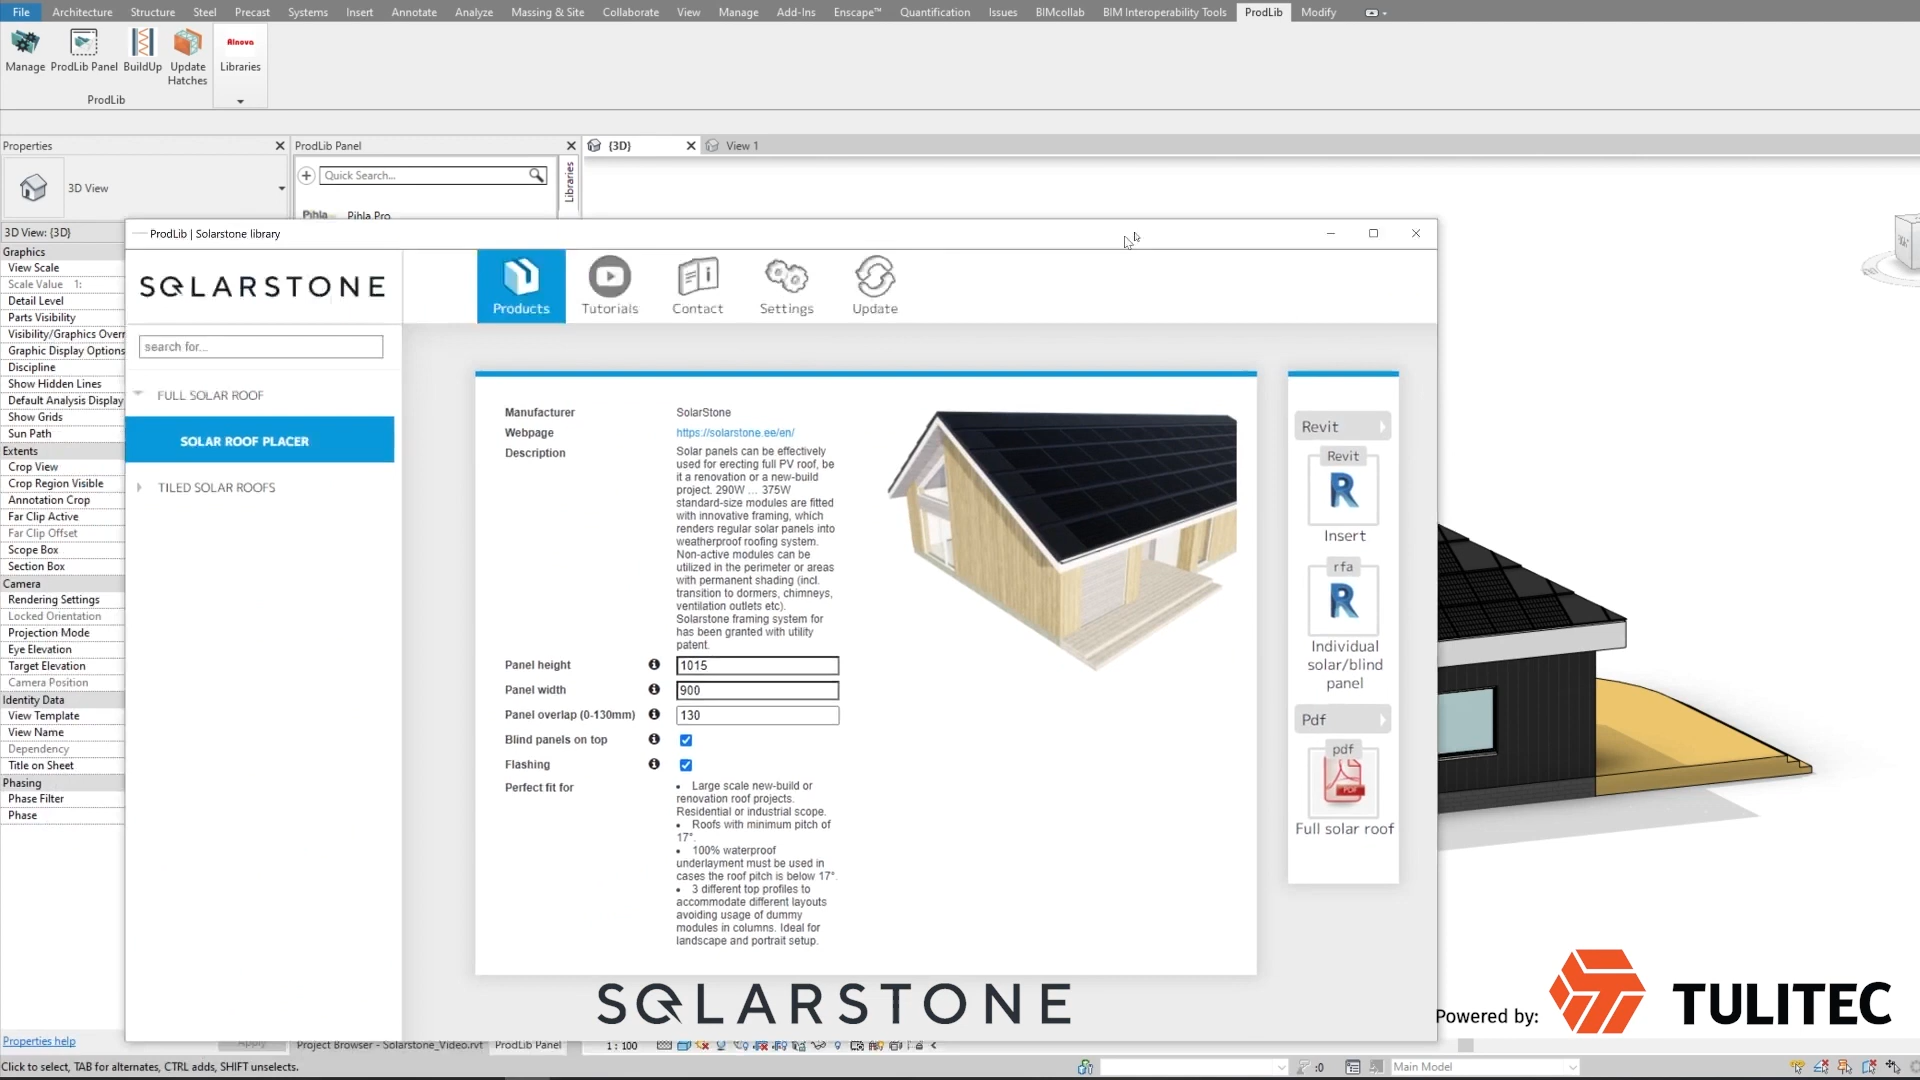 File Architecture Structure Steel Precast Systems Insert Annotate Analyze Massing & Site Collaborate View Manage Add-Ins Enscape™ Quantification Issues BIMcollab BIM Interoperability Tools ProdLib Modify
Manage ProdLib Panel BuildUp Update Hatches Alnova Libraries
ProdLib
Properties
ProdLib Panel
{3D}
View 1
3D View
Quick Search...
Libraries
Pihla Pihla Pro
3D View: {3D}
Graphics
View Scale
Scale Value 1:
Detail Level
Parts Visibility
Visibility/Graphics Overr
Graphic Display Options
Discipline
Show Hidden Lines
Default Analysis Display
Show Grids
Sun Path
Extents
Crop View
Crop Region Visible
Annotation Crop
Far Clip Active
Far Clip Offset
Scope Box
Section Box
Camera
Rendering Settings
Locked Orientation
Projection Mode
Eye Elevation
Target Elevation
Camera Position
Identity Data
View Template
View Name
Dependency
Title on Sheet
Phasing
Phase Filter
Phase
Properties help
Apply
ProdLib | Solarstone library
SOLARSTONE
Products
Tutorials
Contact
Settings
Update
search for...
FULL SOLAR ROOF
SOLAR ROOF PLACER
TILED SOLAR ROOFS
Manufacturer SolarStone
Webpage https://solarstone.ee/en/
Description Solar panels can be effectively
used for erecting full PV roof, be
it a renovation or a new-build
project. 290W ... 375W
standard-size modules are fitted
with innovative framing, which
renders regular solar panels into
weatherproof roofing system.
Non-active modules can be
utilized in the perimeter or areas
with permanent shading (incl.
transition to dormers, chimneys,
ventilation outlets etc).
Solarstone framing system for
has been granted with utility
patent.
Panel height 1015
Panel width 900
Panel overlap (0-130mm) 130
Blind panels on top
Flashing
Perfect fit for • Large scale new-build or
renovation roof projects.
Residential or industrial scope.
• Roofs with minimum pitch of
17°.
• 100% waterproof
underlayment must be used in
cases the roof pitch is below 17°.
• 3 different top profiles to
accommodate different layouts
avoiding usage of dummy
modules in columns. Ideal for
landscape and portrait setup.
Revit
Revit
Insert
rfa
Individual
solar/blind
panel
Pdf
pdf
PDF
Full solar roof
SOLARSTONE
Powered by: TULITEC
Project Browser - Solarstone_Video.rvt ProdLib Panel 1 : 100
Click to select, TAB for alternates, CTRL adds, SHIFT unselects.
:0
Main Model